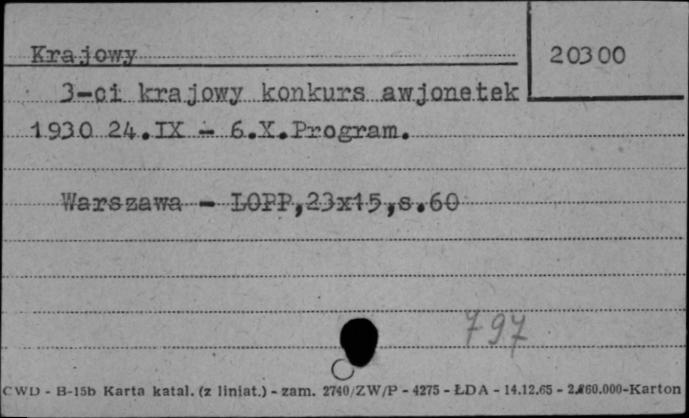 Krajowy
20300
3-ci krajowy konkurs awjonetek
1930 24.IX - 6.X.Program.
Warszawa - LOPP,23x15,s.60
797
CWD - B-15b Karta katal. (z liniat.) - zam. 2740/ZW/P - 4275 - ŁDA - 14.12.65 - 2.860.000-Karton